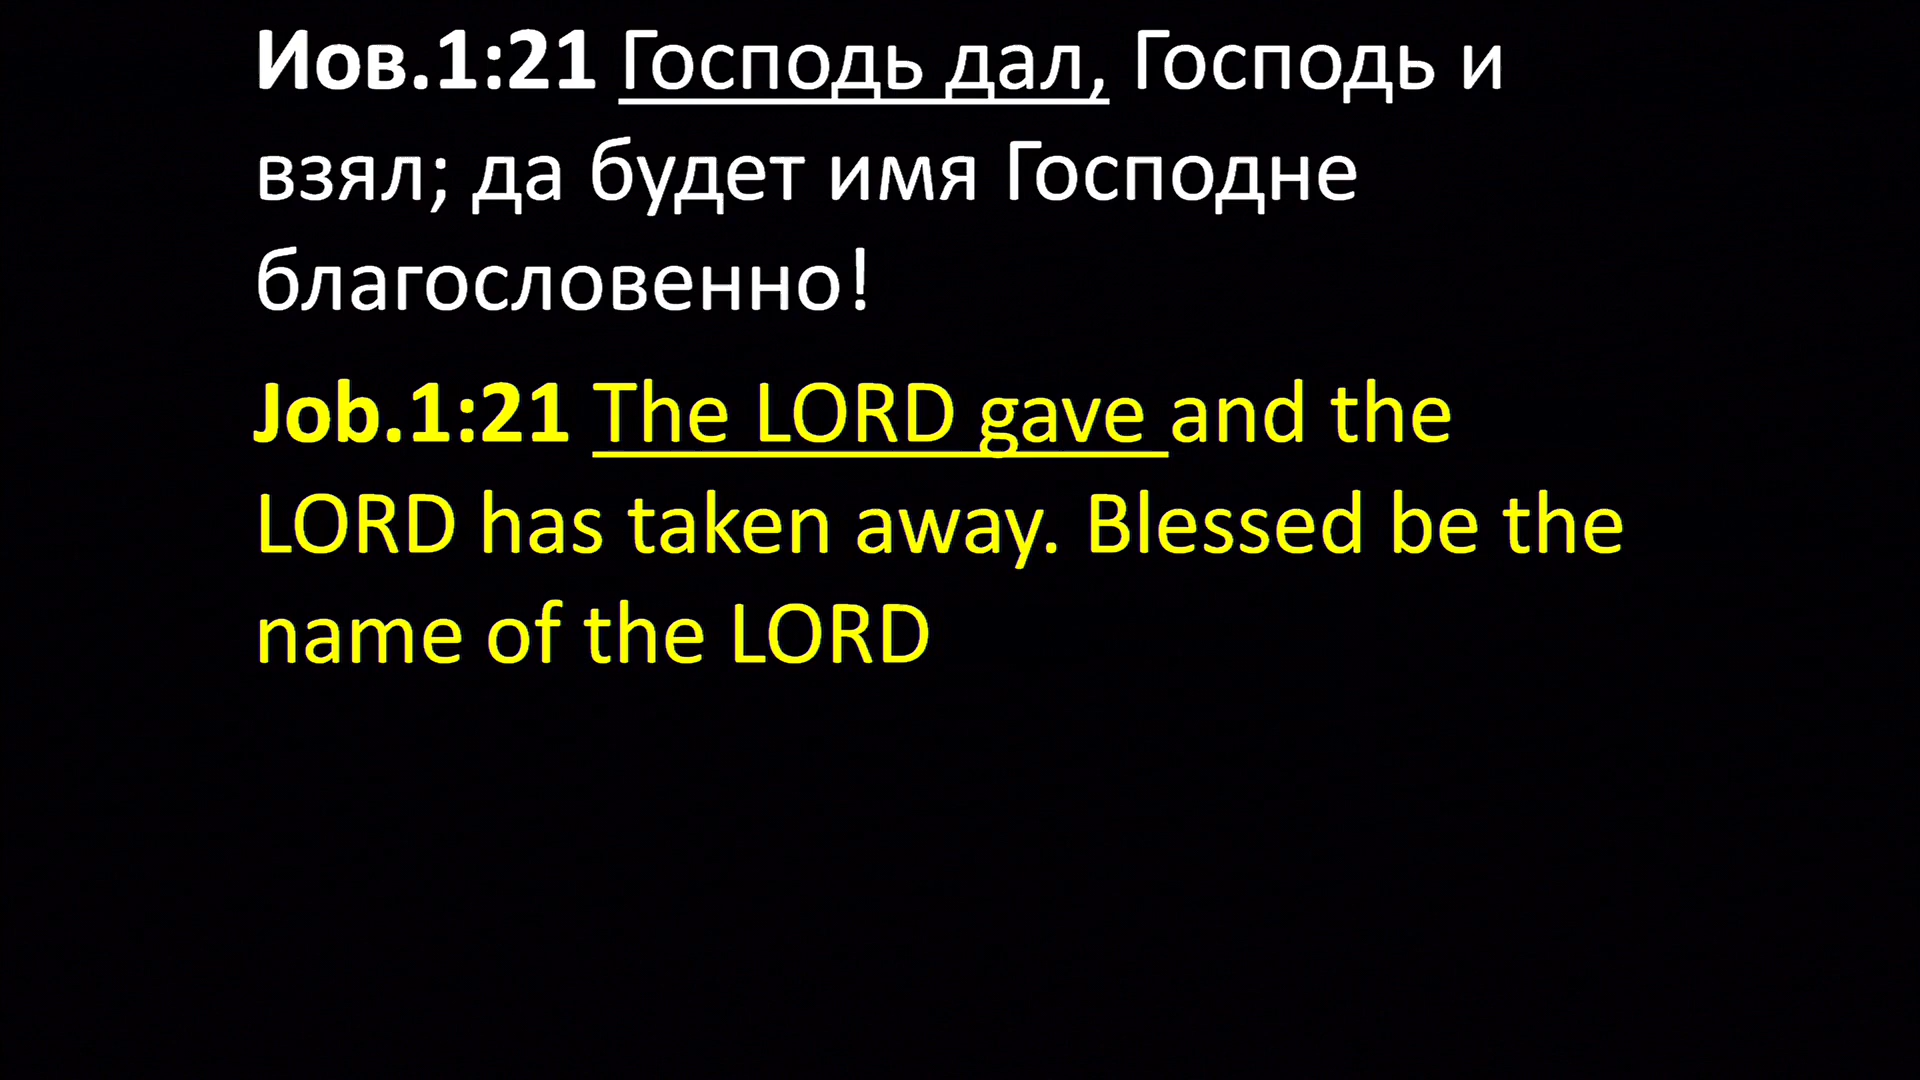 Иов.1:21 Господь дал, Господь и
взял; да будет имя Господне
благословенно!
Job.1:21 The LORD gave and the
LORD has taken away. Blessed be the
name of the LORD